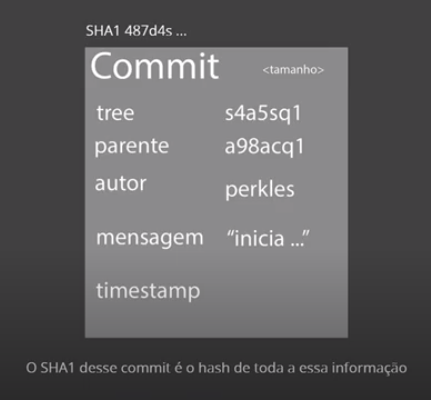 SHA1 487d4s ...
Commit <tamanho>
tree s4a5sq1
parente a98acq1
autor perkles
mensagem "inicia ..."
timestamp
O SHA1 desse commit é o hash de toda a essa informação